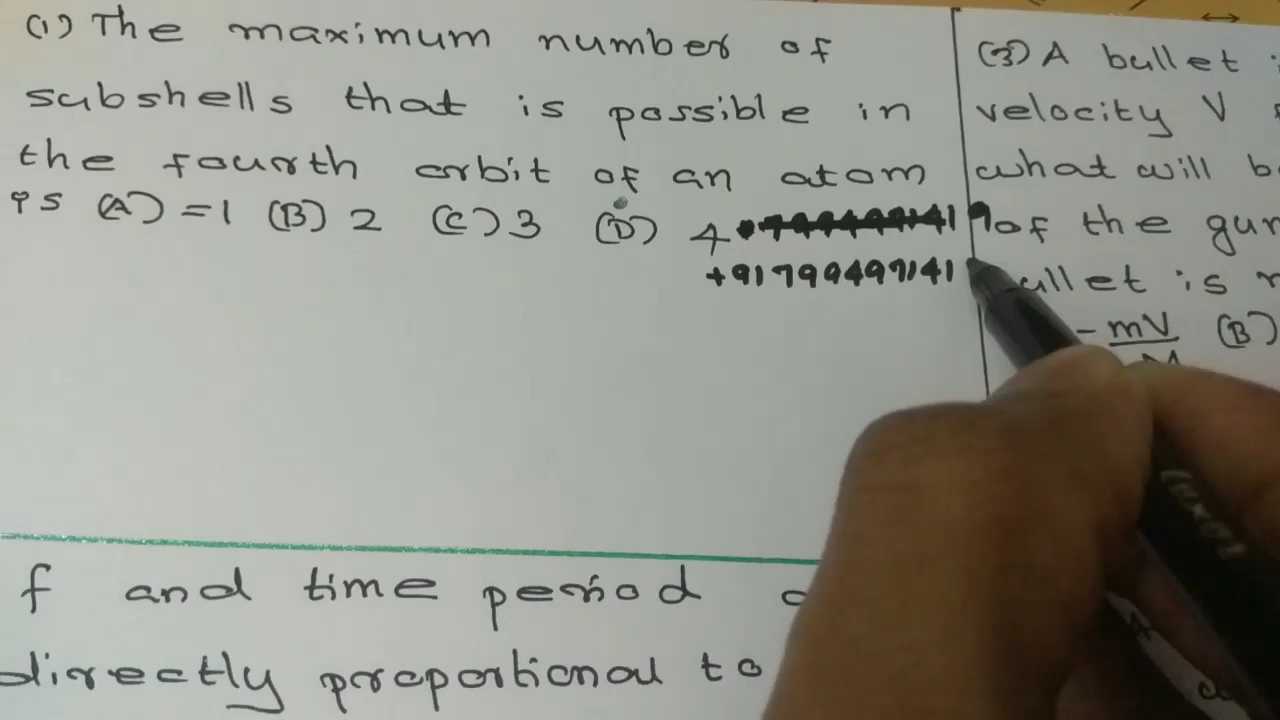 (1) The maximum number of
subshells that is possible in
the fourth orbit of an atom
is (A) = 1 (B) 2 (C) 3 (D) 4
+917994997141
(3) A bullet
velocity V
what will b
of the gun
bullet is
-mV (B)
M
f and time period
directly proportional to